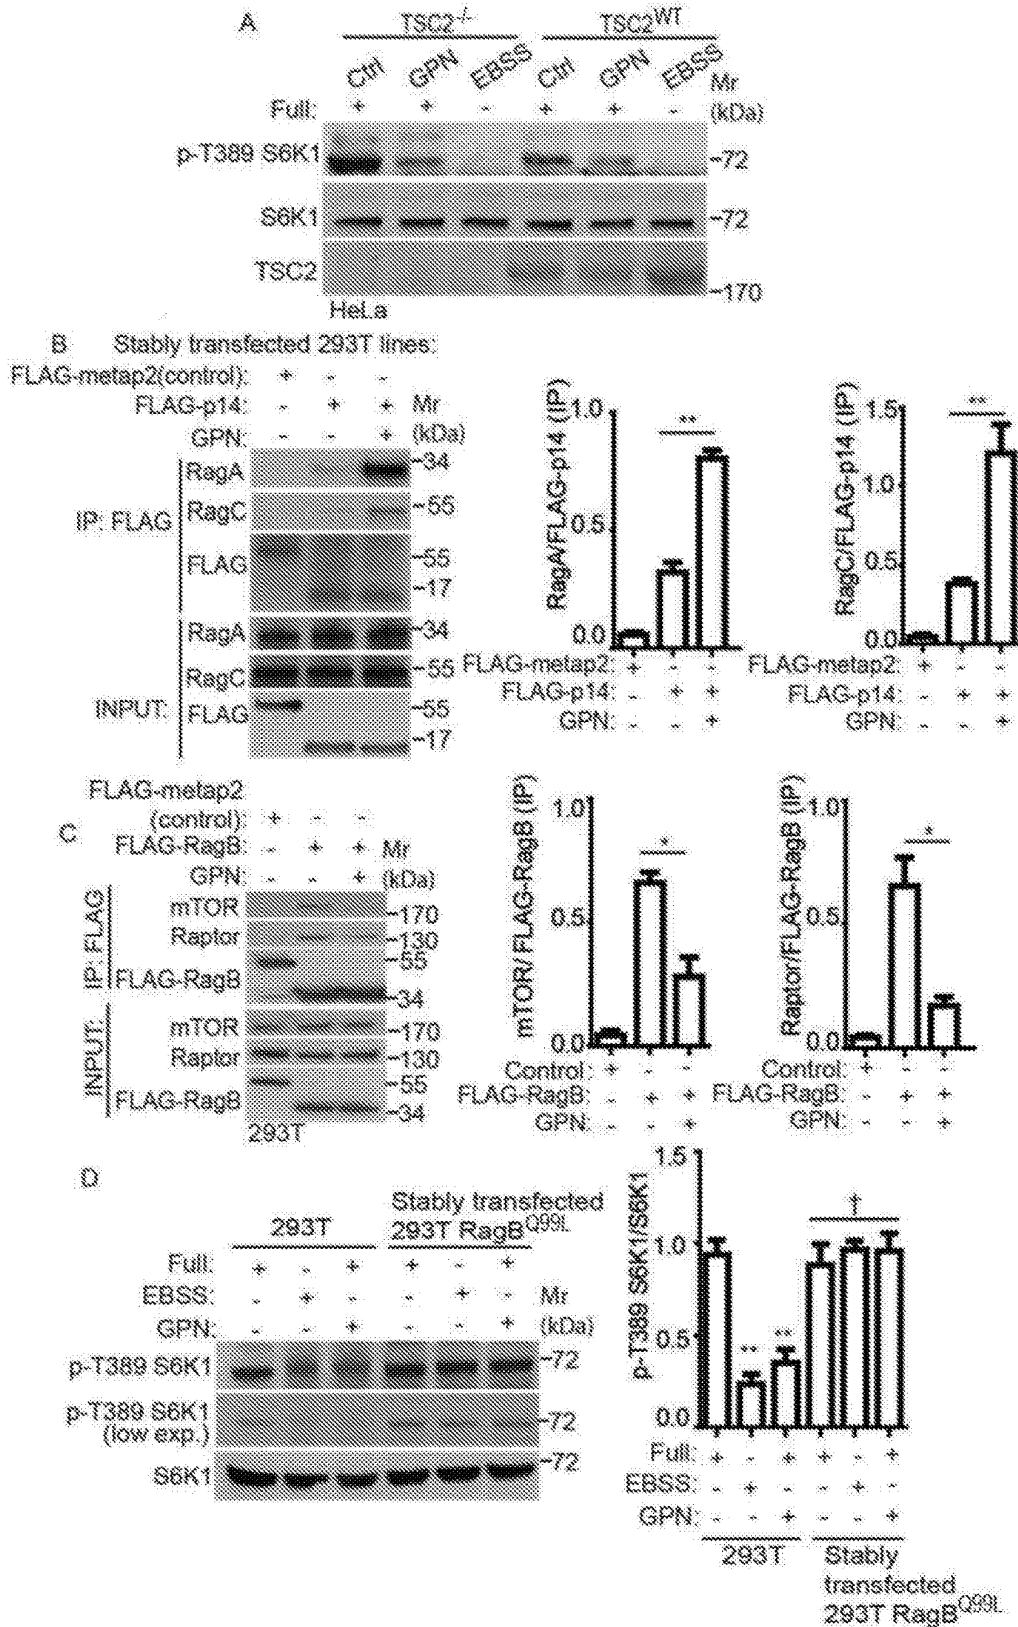 A
TSC2-/- TSC2WT
Ctrl GPN EBSS Ctrl GPN EBSS Mr
Full: + + - + + - (kDa)
p-T389 S6K1 -72
S6K1 -72
TSC2 -170
HeLa
B Stably transfected 293T lines:
FLAG-metap2(control): + - -
FLAG-p14: - + + Mr
GPN: - - + (kDa)
IP: FLAG
RagA -34
RagC -55
FLAG -55
-17
INPUT:
RagA -34
RagC -55
FLAG -55
-17
RagA/FLAG-p14 (IP)
1.0
0.5
0.0
**
FLAG-metap2: + - -
FLAG-p14: - + +
GPN: - - +
RagC/FLAG-p14 (IP)
1.5
1.0
0.5
0.0
**
FLAG-metap2: + - -
FLAG-p14: - + +
GPN: - - +
C
FLAG-metap2
(control): + - -
FLAG-RagB: - + + Mr
GPN: - - + (kDa)
IP: FLAG
mTOR -170
Raptor -130
FLAG-RagB -55
-34
INPUT:
mTOR -170
Raptor -130
FLAG-RagB -55
-34
293T
mTOR/ FLAG-RagB (IP)
1.0
0.5
0.0
*
Control: + - -
FLAG-RagB: - + +
GPN: - - +
Raptor/FLAG-RagB (IP)
1.0
0.5
0.0
*
Control: + - -
FLAG-RagB: - + +
GPN: - - +
D
293T
Stably transfected
293T RagBQ99L
Full: + - + + - +
EBSS: - + - - + - Mr
GPN: - - + - - + (kDa)
p-T389 S6K1 -72
p-T389 S6K1
(low exp.) -72
S6K1 -72
p-T389 S6K1/S6K1
1.5
1.0
0.5
0.0
** ** †
Full: + - + + - +
EBSS: - + - - + -
GPN: - - + - - +
293T Stably
transfected
293T RagBQ99L